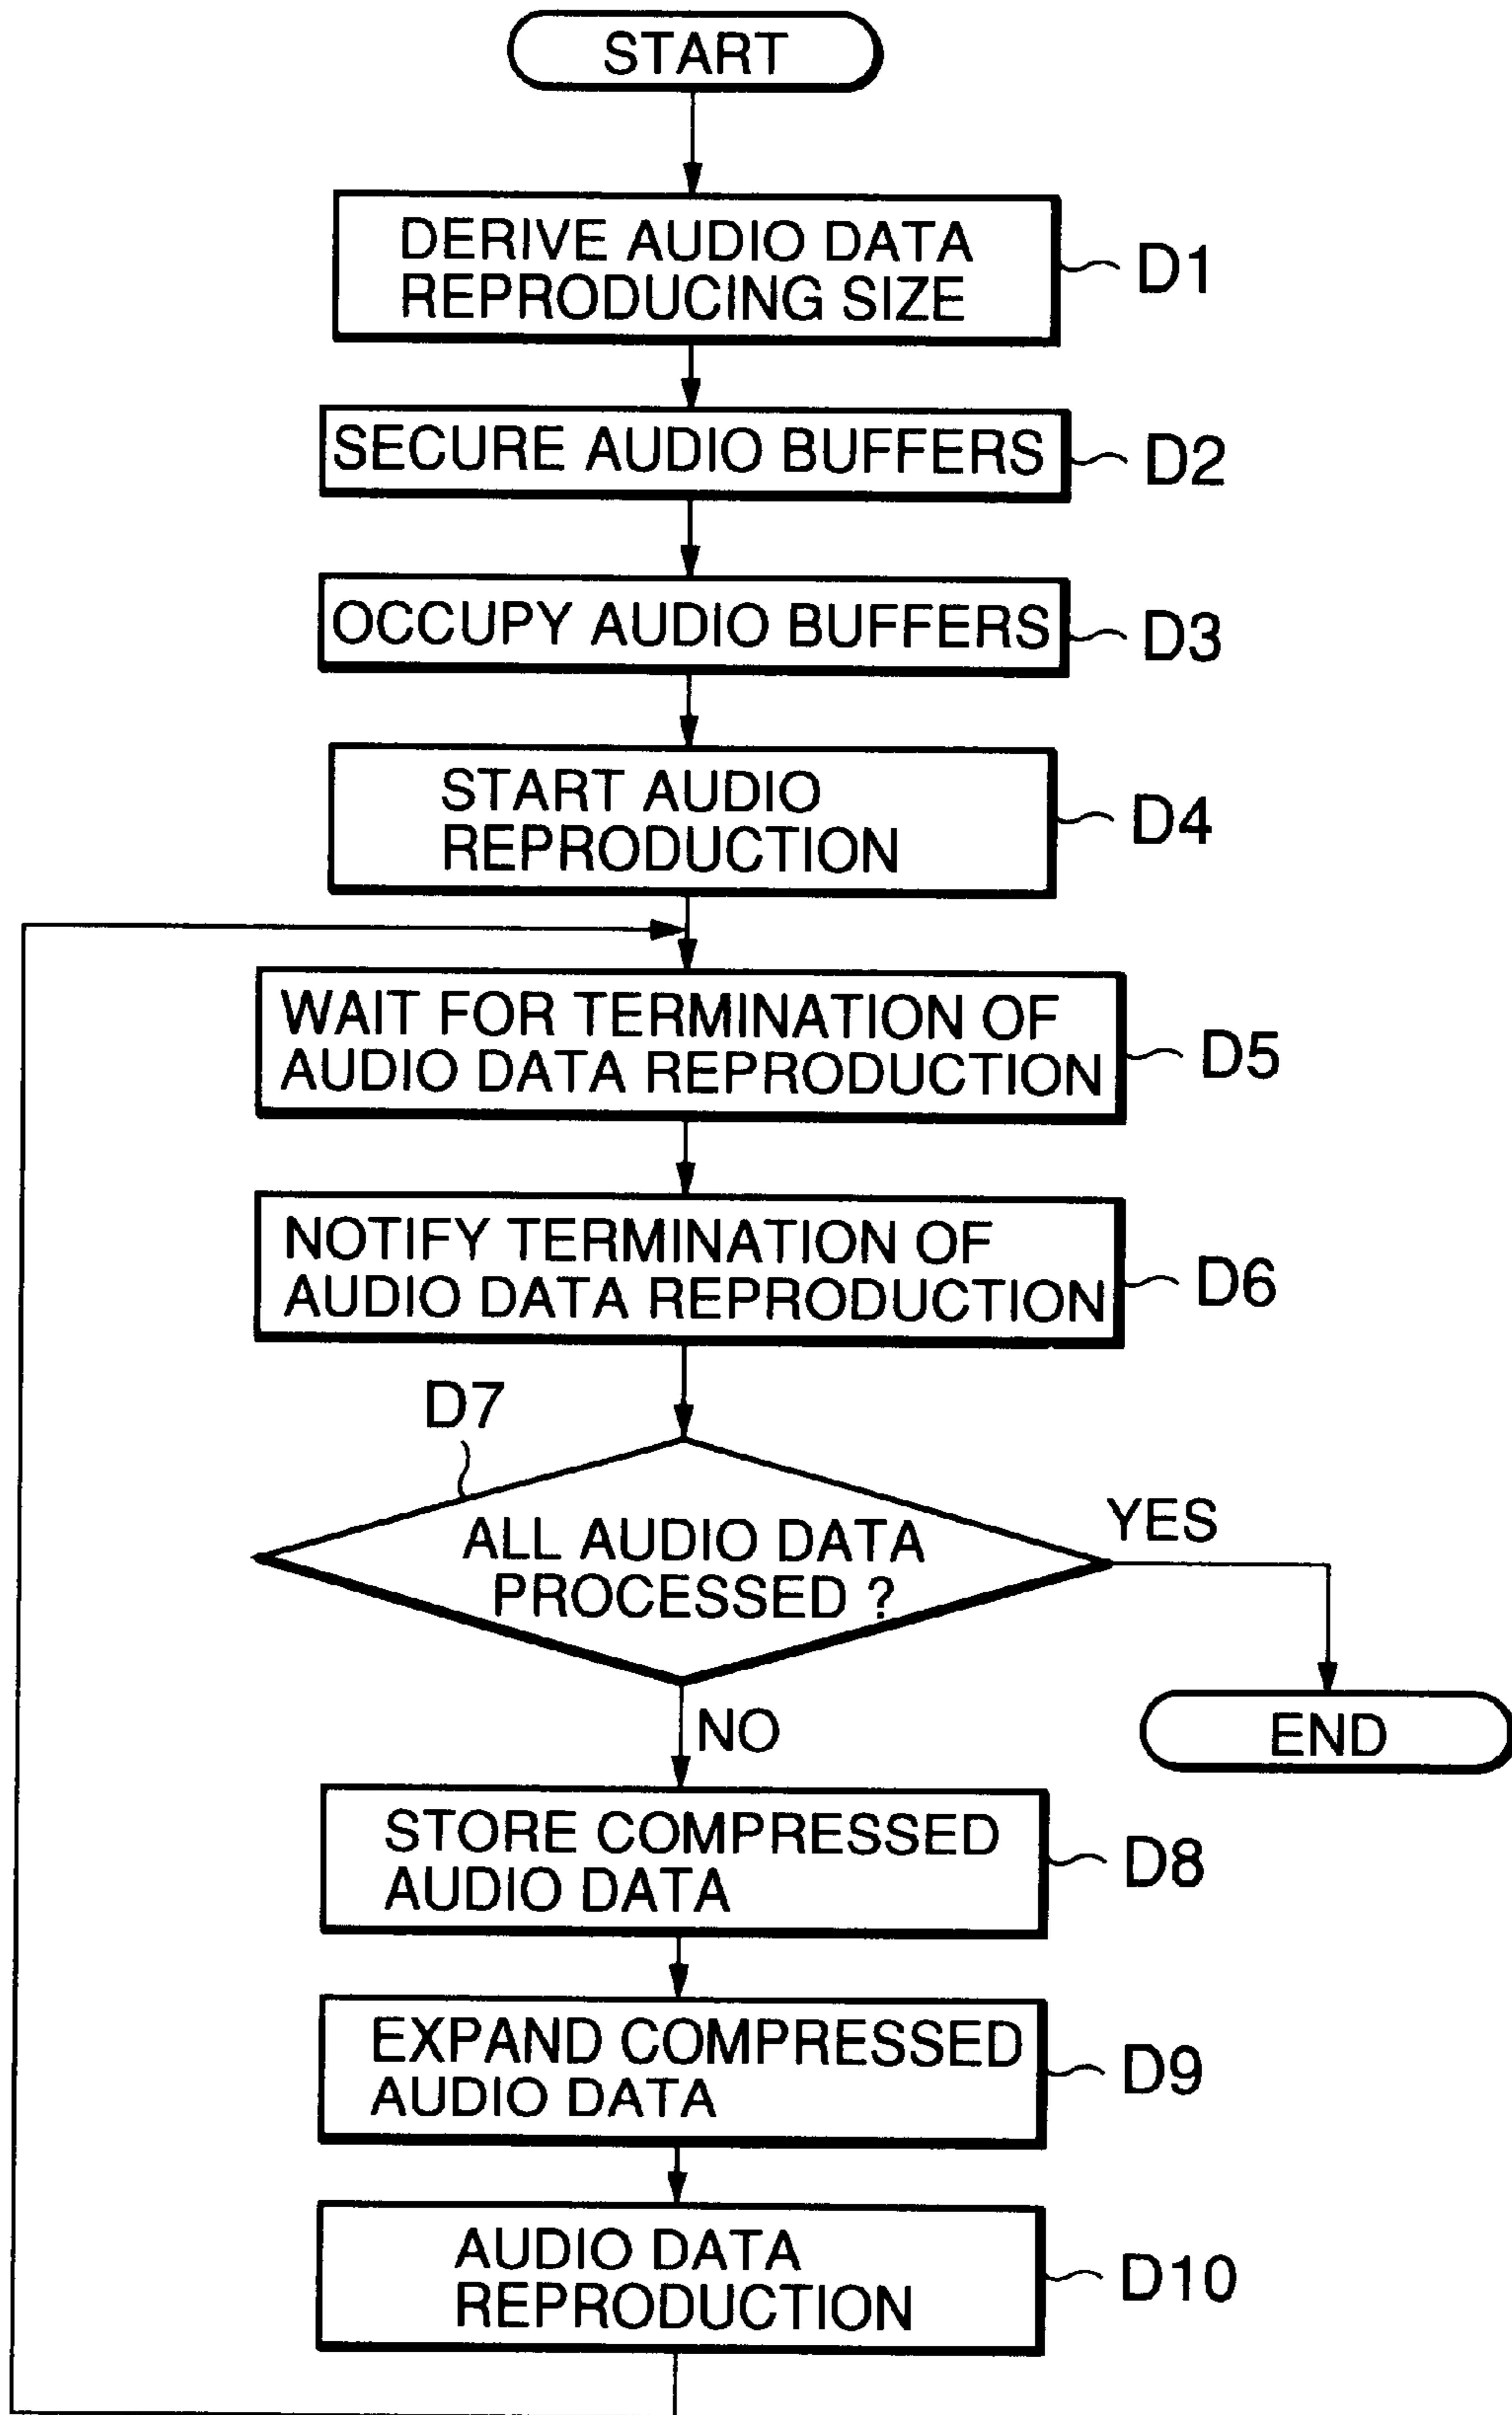 START
DERIVE AUDIO DATA
REPRODUCING SIZE
D1
SECURE AUDIO BUFFERS
D2
OCCUPY AUDIO BUFFERS
D3
START AUDIO
REPRODUCTION
D4
WAIT FOR TERMINATION OF
AUDIO DATA REPRODUCTION
D5
NOTIFY TERMINATION OF
AUDIO DATA REPRODUCTION
D6
D7
ALL AUDIO DATA
PROCESSED ?
YES
END
NO
STORE COMPRESSED
AUDIO DATA
D8
EXPAND COMPRESSED
AUDIO DATA
D9
AUDIO DATA
REPRODUCTION
D10